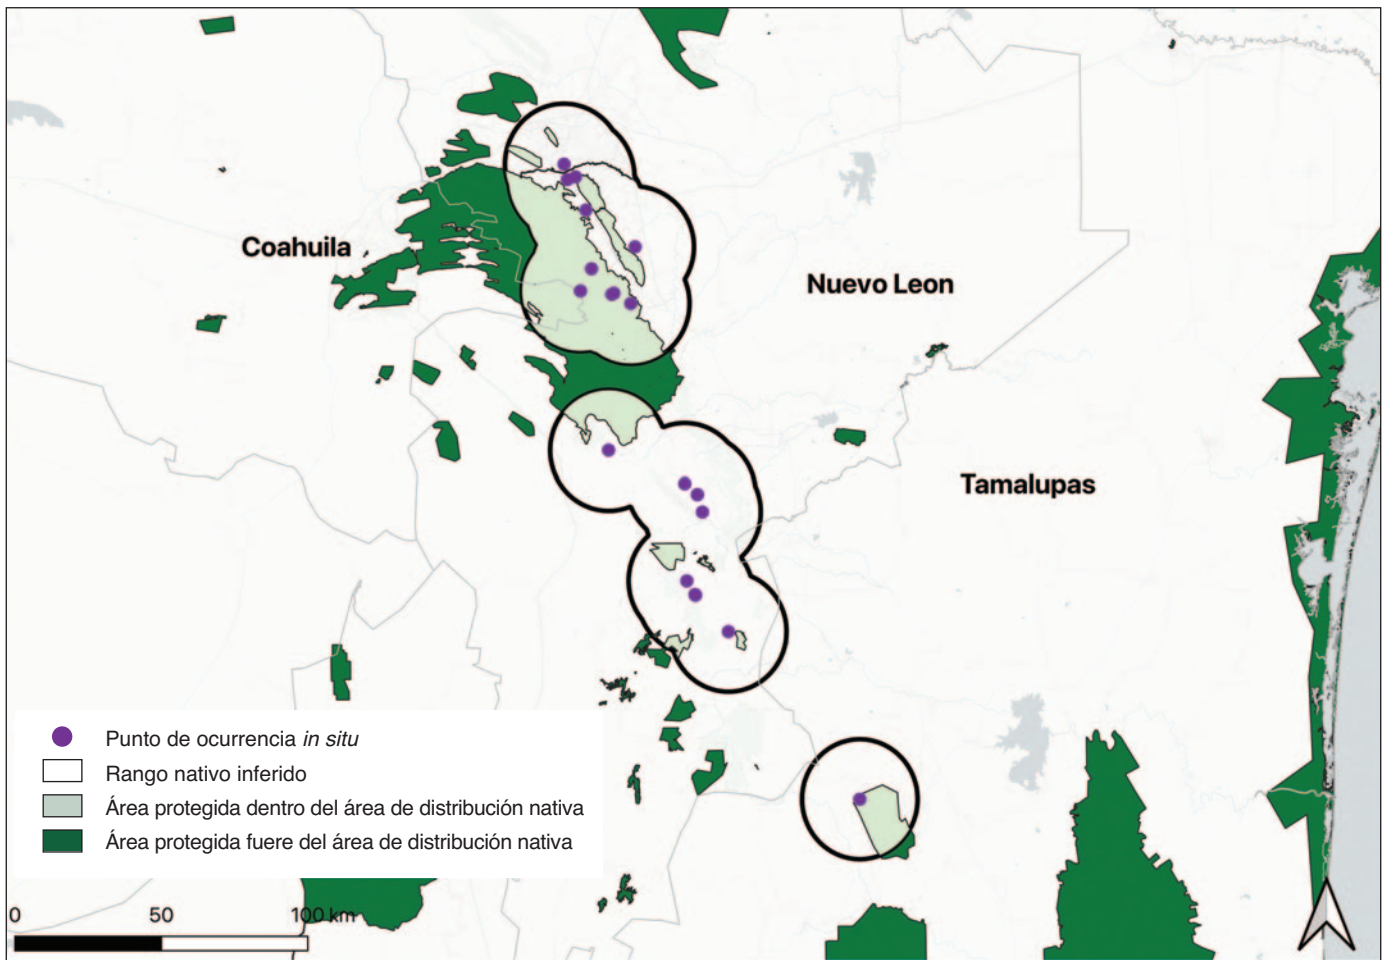 Coahuila
Nuevo Leon
Tamalupas
Punto de ocurrencia in situ
Rango nativo inferido
Área protegida dentro del área de distribución nativa
Área protegida fuere del área de distribución nativa
0 50 100 km